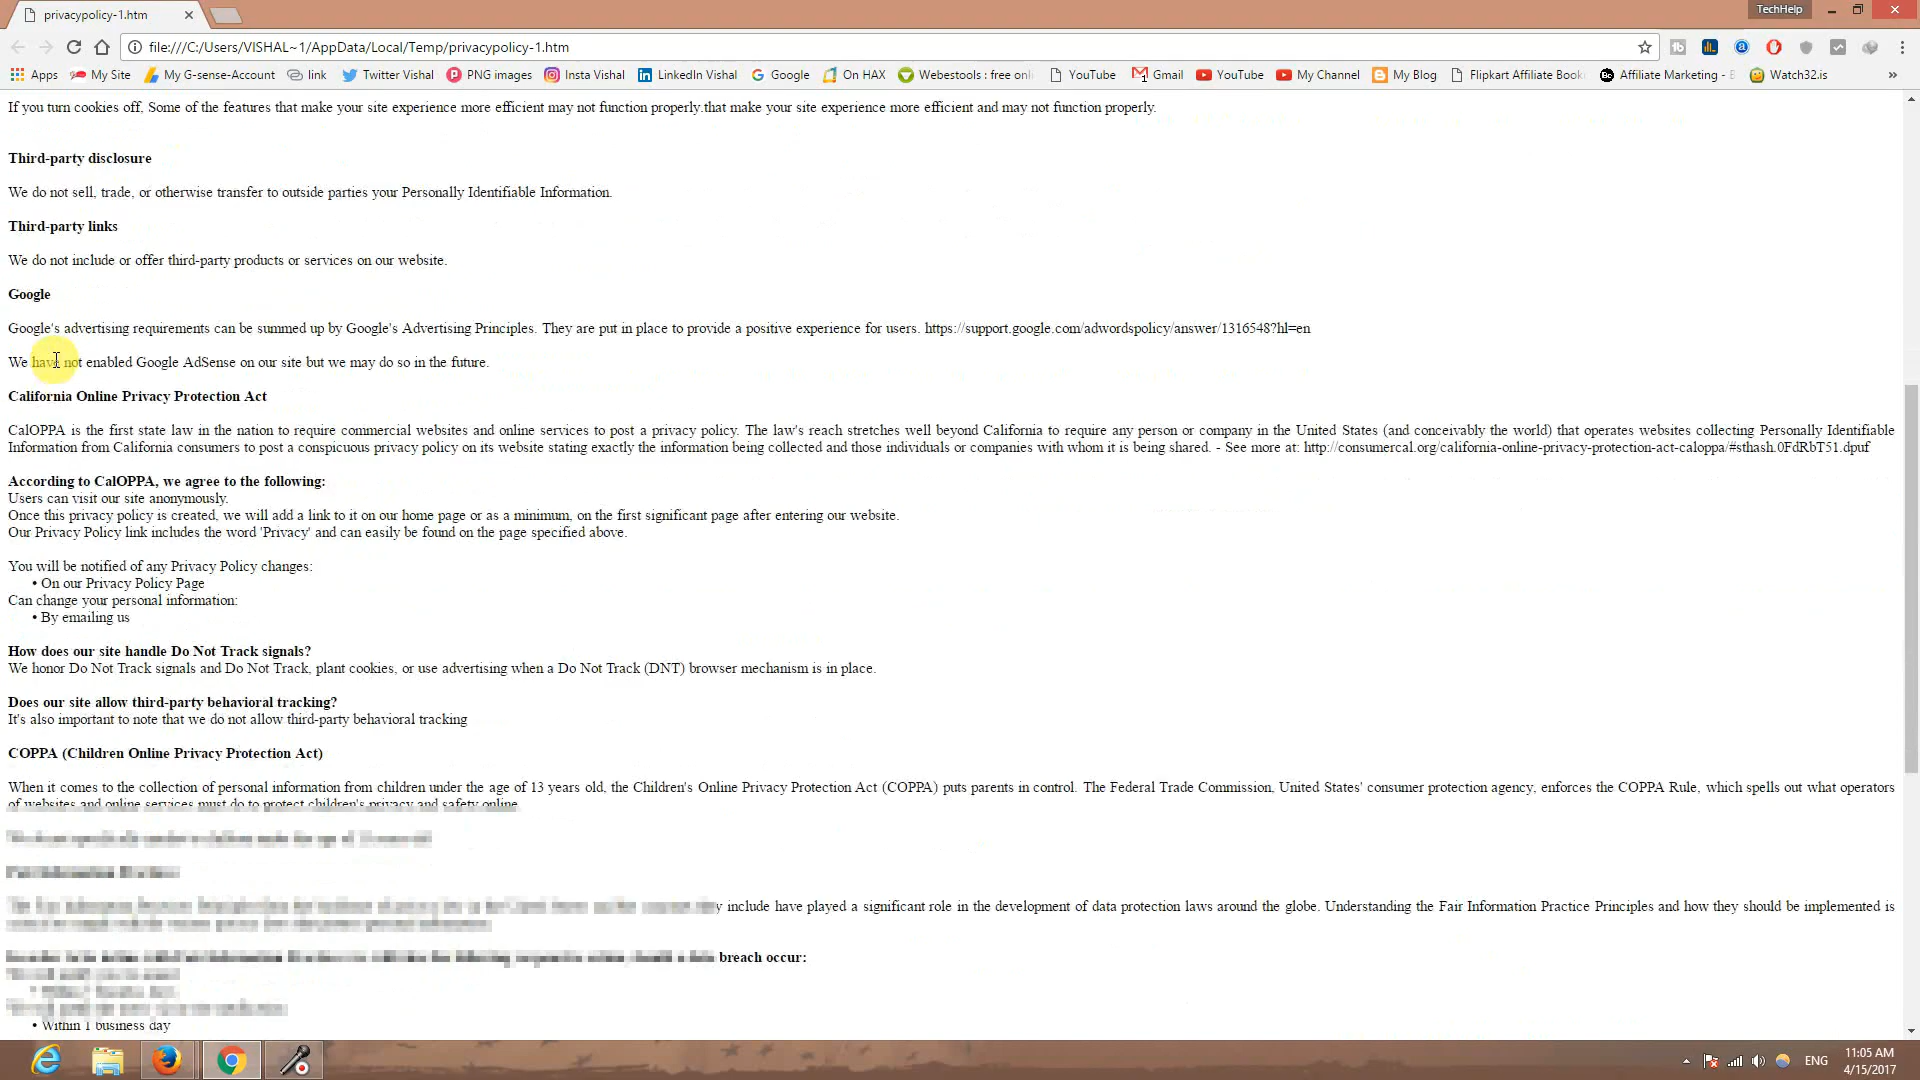 privacypolicy-1.htm
TechHelp
file:///C:/Users/VISHAL~1/AppData/Local/Temp/privacypolicy-1.htm
Apps My Site My G-sense-Account link Twitter Vishal PNG images Insta Vishal LinkedIn Vishal Google On HAX Webestools : free onli YouTube Gmail YouTube My Channel My Blog Flipkart Affiliate Book Affiliate Marketing - Watch32.is
If you turn cookies off, Some of the features that make your site experience more efficient may not function properly.that make your site experience more efficient and may not function properly.
Third-party disclosure
We do not sell, trade, or otherwise transfer to outside parties your Personally Identifiable Information.
Third-party links
We do not include or offer third-party products or services on our website.
Google
Google's advertising requirements can be summed up by Google's Advertising Principles. They are put in place to provide a positive experience for users. https://support.google.com/adwordspolicy/answer/1316548?hl=en
We have not enabled Google AdSense on our site but we may do so in the future.
California Online Privacy Protection Act
CalOPPA is the first state law in the nation to require commercial websites and online services to post a privacy policy. The law's reach stretches well beyond California to require any person or company in the United States (and conceivably the world) that operates websites collecting Personally Identifiable
Information from California consumers to post a conspicuous privacy policy on its website stating exactly the information being collected and those individuals or companies with whom it is being shared. - See more at: http://consumercal.org/california-online-privacy-protection-act-caloppa/#sthash.0FdRbT51.dpuf
According to CalOPPA, we agree to the following:
Users can visit our site anonymously.
Once this privacy policy is created, we will add a link to it on our home page or as a minimum, on the first significant page after entering our website.
Our Privacy Policy link includes the word 'Privacy' and can easily be found on the page specified above.
You will be notified of any Privacy Policy changes:
• On our Privacy Policy Page
Can change your personal information:
• By emailing us
How does our site handle Do Not Track signals?
We honor Do Not Track signals and Do Not Track, plant cookies, or use advertising when a Do Not Track (DNT) browser mechanism is in place.
Does our site allow third-party behavioral tracking?
It's also important to note that we do not allow third-party behavioral tracking
COPPA (Children Online Privacy Protection Act)
When it comes to the collection of personal information from children under the age of 13 years old, the Children's Online Privacy Protection Act (COPPA) puts parents in control. The Federal Trade Commission, United States' consumer protection agency, enforces the COPPA Rule, which spells out what operators
of websites and online services must do to protect children's privacy and safety online.
include have played a significant role in the development of data protection laws around the globe. Understanding the Fair Information Practice Principles and how they should be implemented is
breach occur:
• Within 1 business day
ENG
11:05 AM
4/15/2017